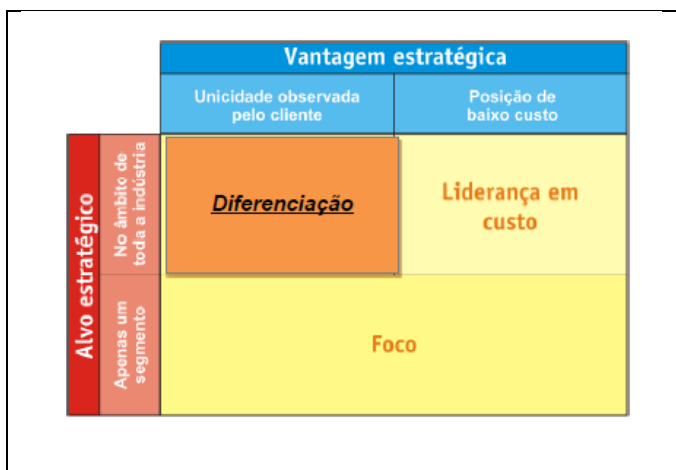 Vantagem estratégica
Unicidade observada
pelo cliente
Posição de
baixo custo
Alvo estratégico
No âmbito de
toda a indústria
Diferenciação
Liderança em
custo
Apenas um
segmento
Foco